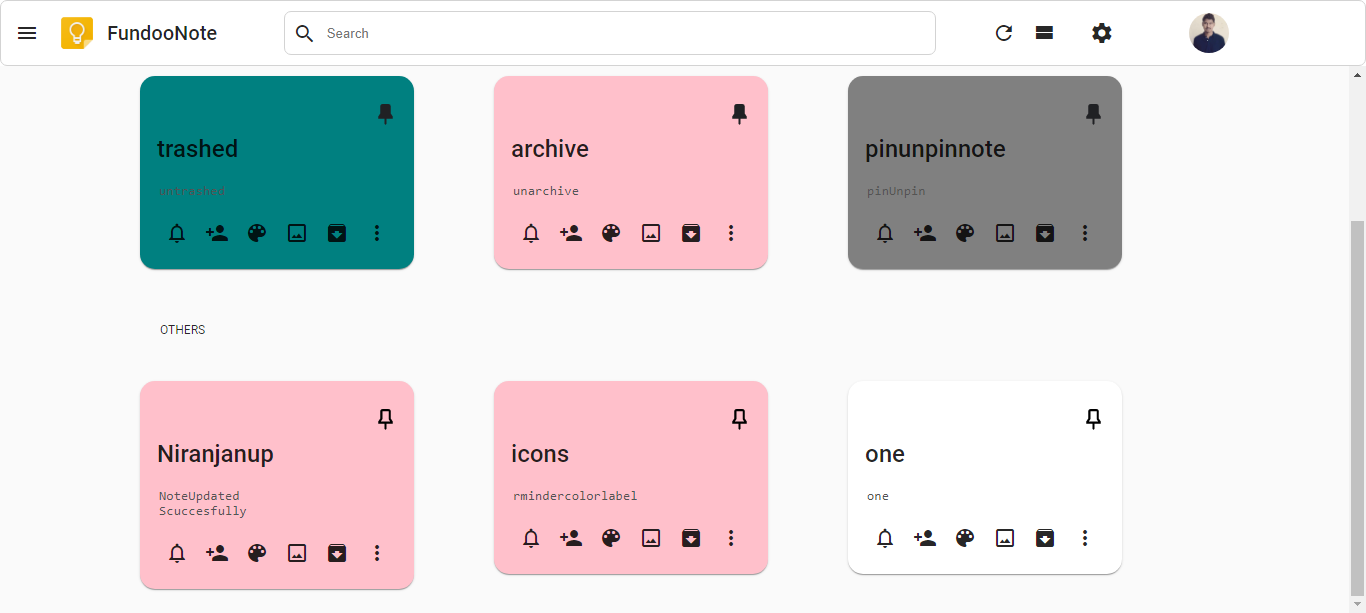 FundooNote
Search
trashed
archive
pinunpinnote
untrashed
unarchive
pinUnpin
OTHERS
Niranjanup
icons
one
NoteUpdated
Scuccesfully
rmindercolorlabel
one